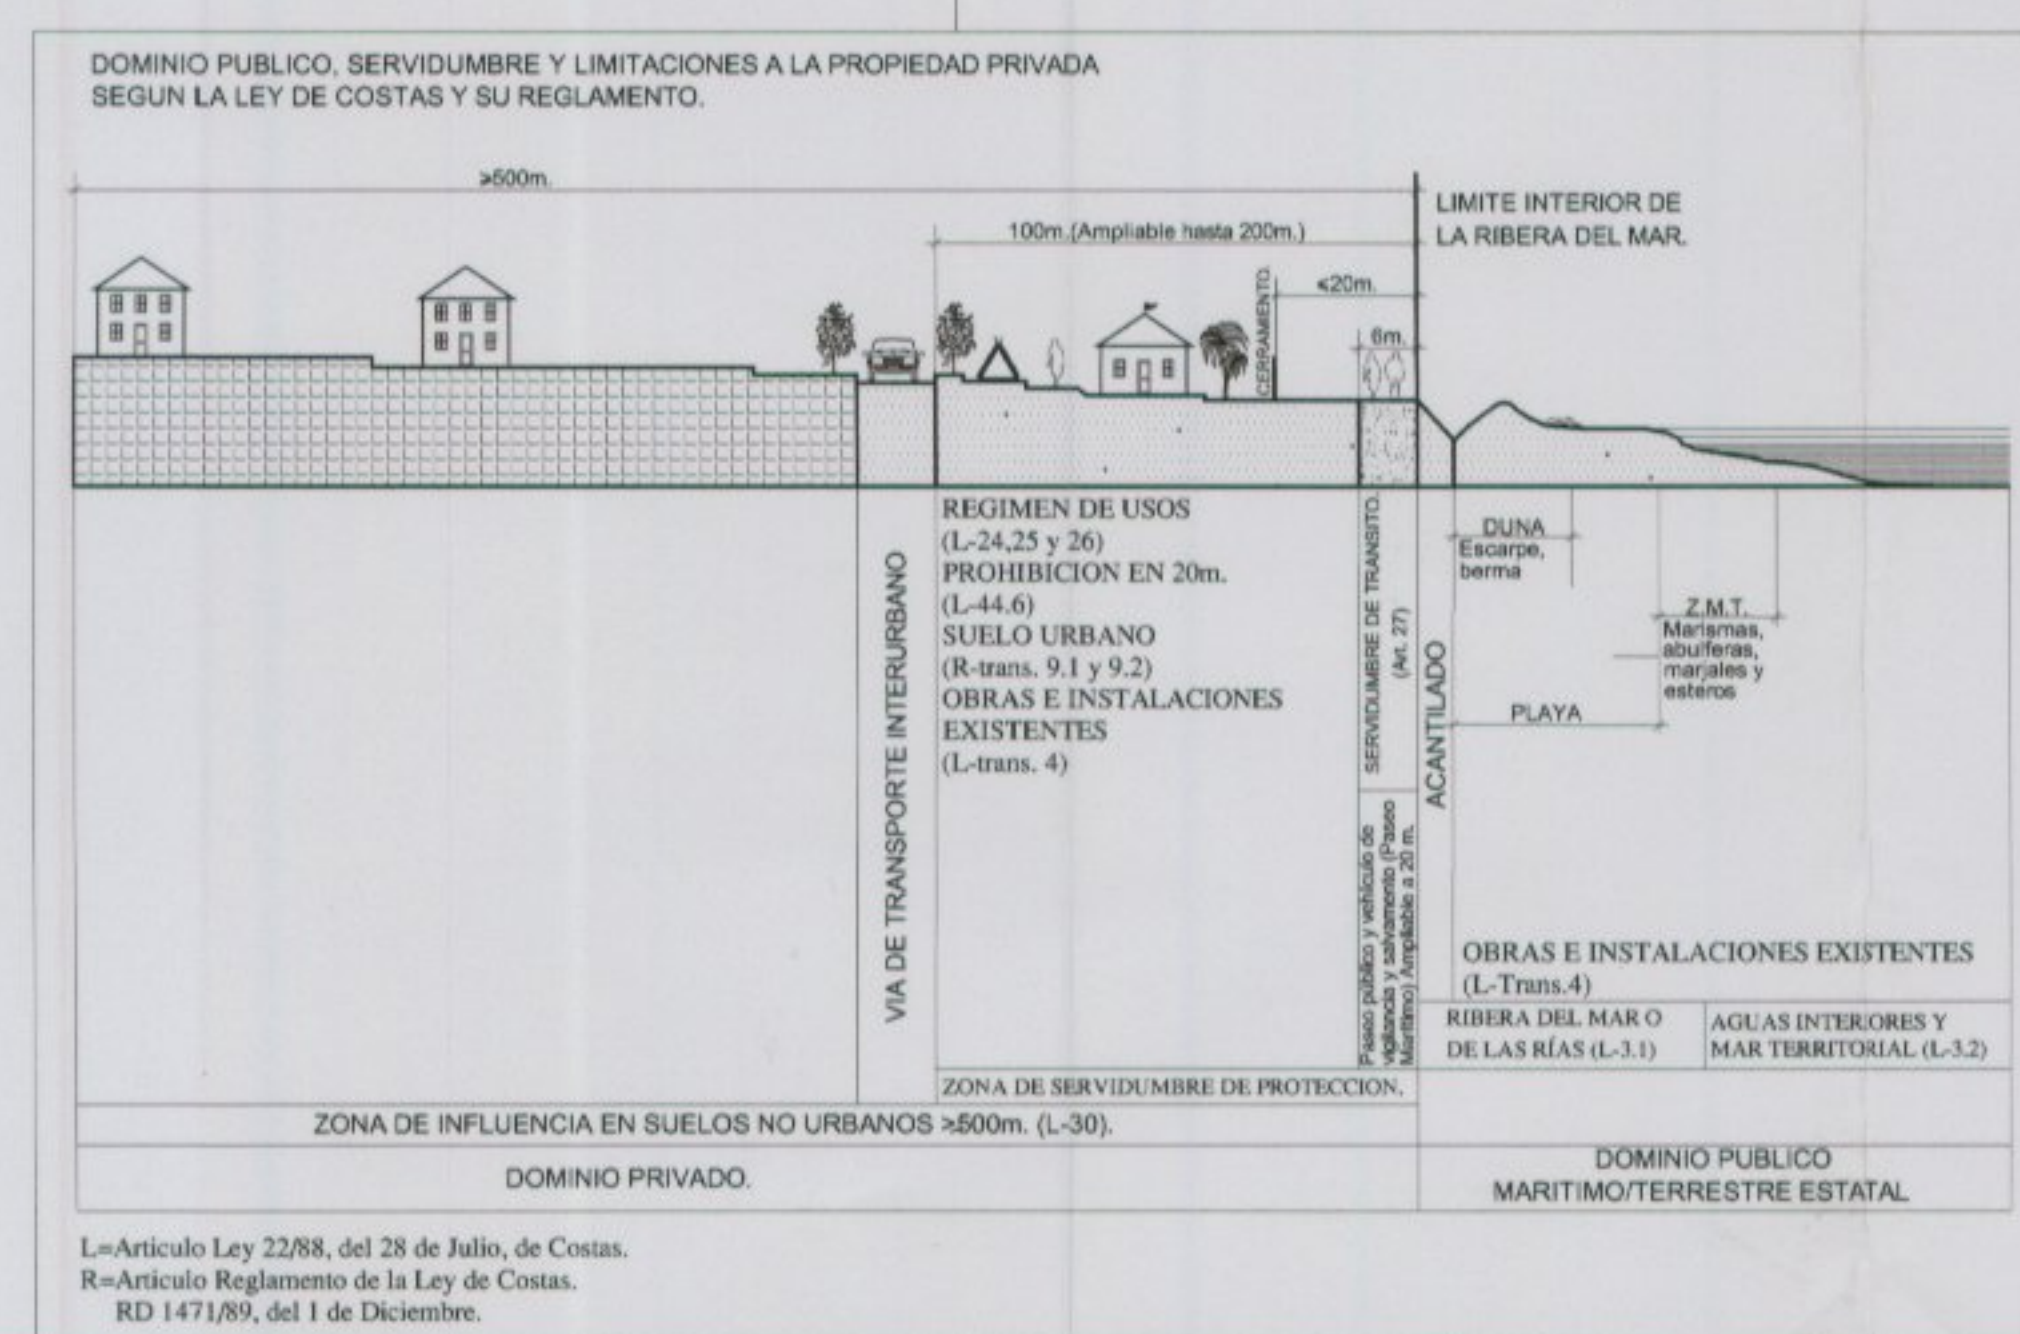 DOMINIO PUBLICO, SERVIDUMBRE Y LIMITACIONES A LA PROPIEDAD PRIVADA
SEGUN LA LEY DE COSTAS Y SU REGLAMENTO.
≥500m.
LIMITE INTERIOR DE
LA RIBERA DEL MAR.
100m.(Ampliable hasta 200m.)
CERRAMIENTO.
≤20m.
6m.
VIA DE TRANSPORTE INTERURBANO
REGIMEN DE USOS
(L-24,25 y 26)
PROHIBICION EN 20m.
(L-44.6)
SUELO URBANO
(R-trans. 9.1 y 9.2)
OBRAS E INSTALACIONES
EXISTENTES
(L-trans. 4)
SERVIDUMBRE DE TRANSITO.
(Art. 27)
Paseo público y vehículo de
vigilancia y salvamento (Paseo
Marítimo) Ampliable a 20 m.
ACANTILADO
DUNA
Escarpe,
berma
Z.M.T.
Marismas,
abulferas,
marjales y
esteros
PLAYA
OBRAS E INSTALACIONES EXISTENTES
(L-Trans.4)
RIBERA DEL MAR O
DE LAS RÍAS (L-3.1)
AGUAS INTERIORES Y
MAR TERRITORIAL (L-3.2)
ZONA DE SERVIDUMBRE DE PROTECCION.
ZONA DE INFLUENCIA EN SUELOS NO URBANOS ≥500m. (L-30).
DOMINIO PRIVADO.
DOMINIO PUBLICO
MARITIMO/TERRESTRE ESTATAL
L=Articulo Ley 22/88, del 28 de Julio, de Costas.
R=Articulo Reglamento de la Ley de Costas.
RD 1471/89, del 1 de Diciembre.